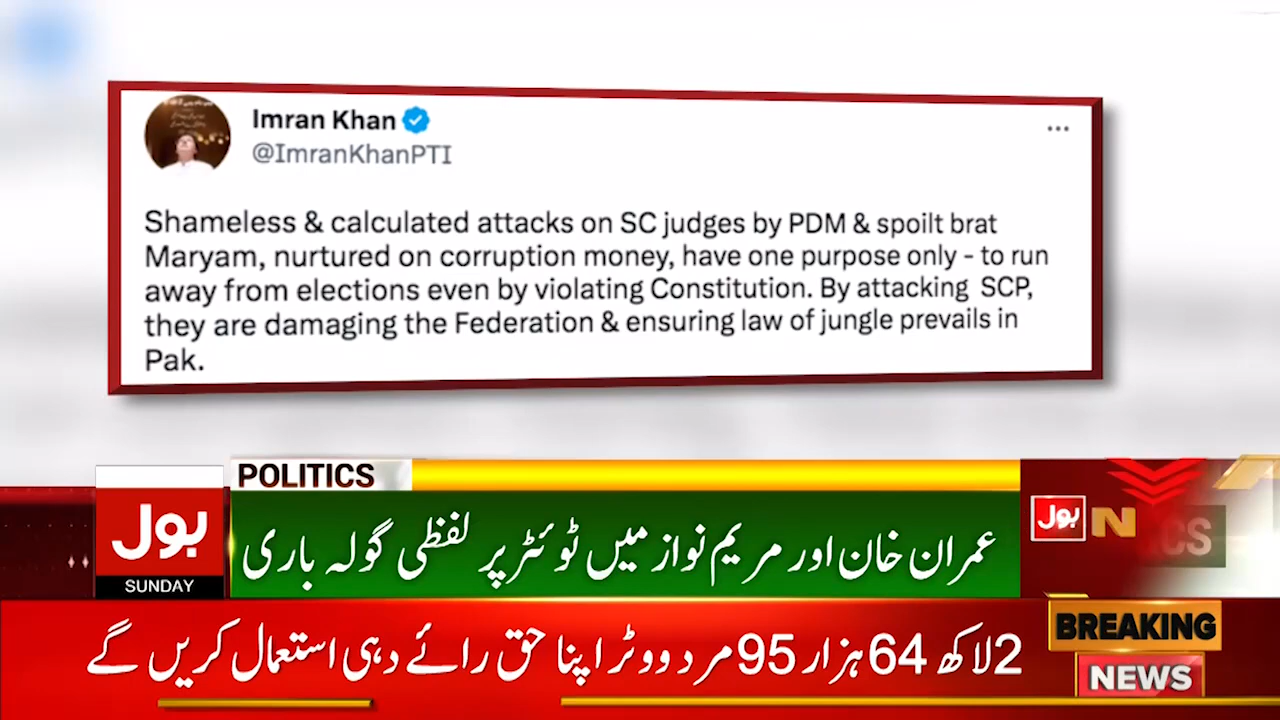 Imran Khan
@ImranKhanPTI
Shameless & calculated attacks on SC judges by PDM & spoilt brat
Maryam, nurtured on corruption money, have one purpose only - to run
away from elections even by violating Constitution. By attacking SCP,
they are damaging the Federation & ensuring law of jungle prevails in
Pak.
POLITICS
بول
SUNDAY
عمران خان اور مریم نواز میں ٹوئٹر پر لفظی گولہ باری
بول N
2لاکھ 64 ہزار 95 مرد ووٹر اپنا حق رائے دہی استعمال کریں گے
BREAKING
NEWS